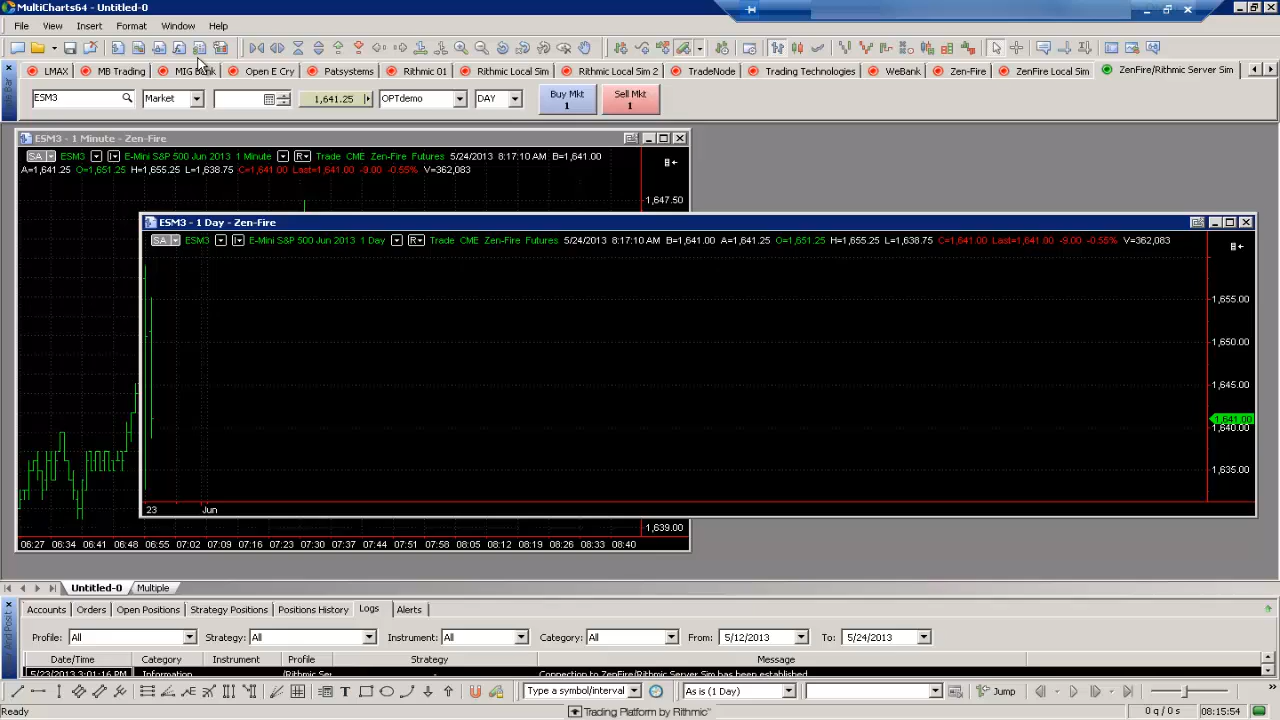 MultiCharts64 - Untitled-0
File View Insert Format Window Help
LMAX MB Trading MIG Bank Open E Cry Patsystems Rithmic 01 Rithmic Local Sim Rithmic Local Sim 2 TradeNode Trading Technologies WeBank Zen-Fire ZenFire Local Sim ZenFire/Rithmic Server Sim
ESM3 Market 1,641.25 OPTdemo DAY Buy Mkt 1 Sell Mkt 1
ESM3 - 1 Minute - Zen-Fire
SA ESM3 E-Mini S&P 500 Jun 2013 1 Minute R Trade CME Zen-Fire Futures 5/24/2013 8:17:10 AM B=1,641.00
A=1,641.25 O=1,651.25 H=1,655.25 L=1,638.75 C=1,641.00 Last=1,641.00 -9.00 -0.55% V=362,083
1,647.50
ESM3 - 1 Day - Zen-Fire
SA ESM3 E-Mini S&P 500 Jun 2013 1 Day R Trade CME Zen-Fire Futures 5/24/2013 8:17:10 AM B=1,641.00 A=1,641.25 O=1,651.25 H=1,655.25 L=1,638.75 C=1,641.00 Last=1,641.00 -9.00 -0.55% V=362,083
1,655.00
1,650.00
1,645.00
1,641.00
1,640.00
1,635.00
23 Jun
1,639.00
06:27 06:34 06:41 06:48 06:55 07:02 07:09 07:16 07:23 07:30 07:37 07:44 07:51 07:58 08:05 08:12 08:19 08:26 08:33 08:40
Untitled-0 Multiple
Accounts Orders Open Positions Strategy Positions Positions History Logs Alerts
Profile: All Strategy: All Instrument: All Category: All From: 5/12/2013 To: 5/24/2013
Date/Time Category Instrument Profile Strategy Message
5/23/2013 3:01:16 PM Information /Rithmic Ser Connection to ZenFire/Rithmic Server Sim has been established
Type a symbol/interval As is (1 Day) Jump
Ready Trading Platform by Rithmic™ 0 q / 0 s 08:15:54